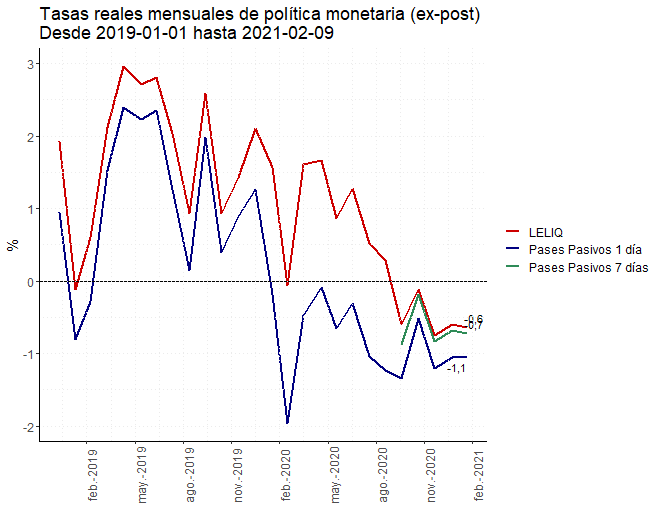 Tasas reales mensuales de política monetaria (ex-post)
Desde 2019-01-01 hasta 2021-02-09
3
2
1
0
-1
-2
%
-0,6
-0,7
-1,1
LELIQ
Pases Pasivos 1 día
Pases Pasivos 7 días
feb.-2019
may.-2019
ago.-2019
nov.-2019
feb.-2020
may.-2020
ago.-2020
nov.-2020
feb.-2021